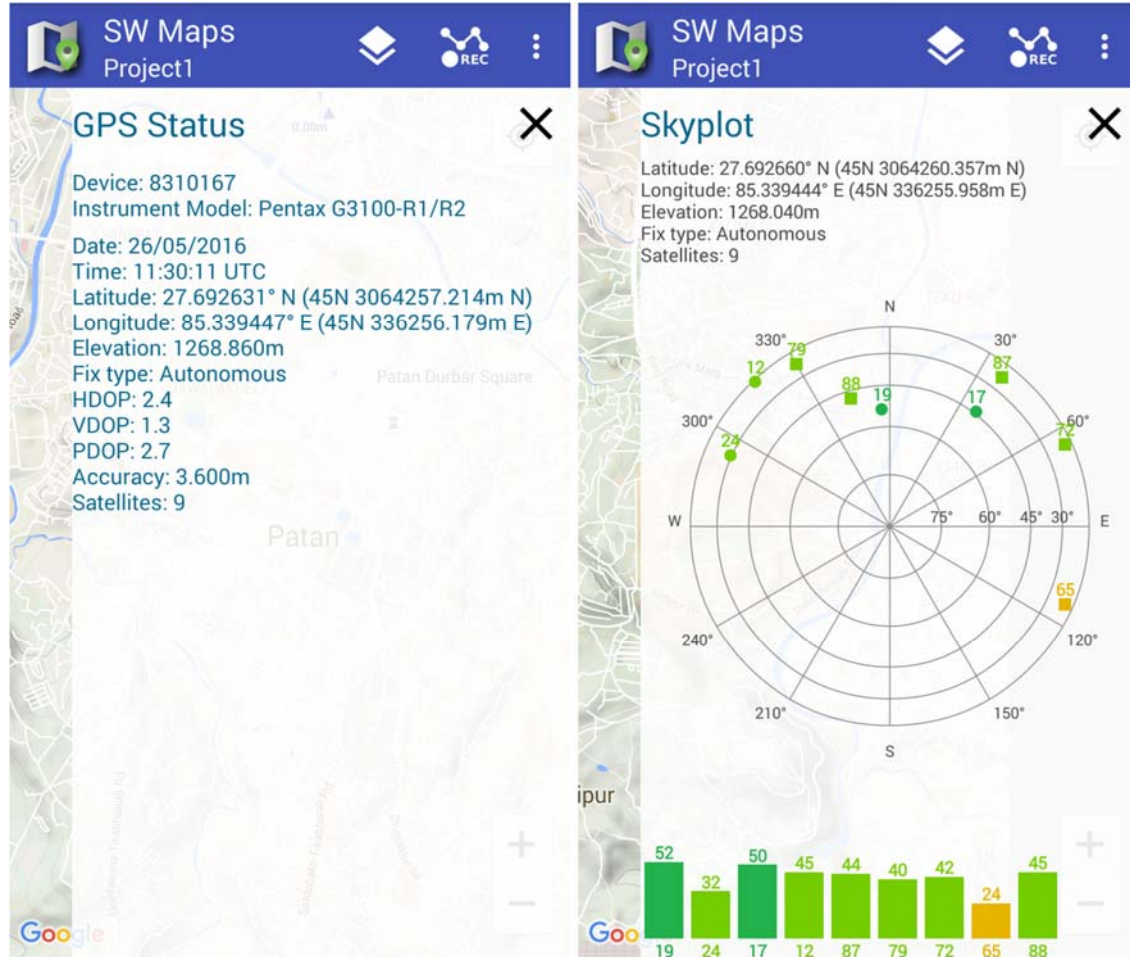 SW Maps
Project1
REC
GPS Status
0.00m
Device: 8310167
Instrument Model: Pentax G3100-R1/R2
Date: 26/05/2016
Time: 11:30:11 UTC
Latitude: 27.692631° N (45N 3064257.214m N)
Longitude: 85.339447° E (45N 336256.179m E)
Elevation: 1268.860m
Fix type: Autonomous
HDOP: 2.4
VDOP: 1.3
PDOP: 2.7
Accuracy: 3.600m
Satellites: 9
Patan Durbar Square
Patan
Google
SW Maps
Project1
REC
Skyplot
Latitude: 27.692660° N (45N 3064260.357m N)
Longitude: 85.339444° E (45N 336255.958m E)
Elevation: 1268.040m
Fix type: Autonomous
Satellites: 9
N
330° 30°
79 87
12
88 19 17
300° 60°
72
24
W 75° 60° 45° 30° E
65
240° 120°
210° 150°
S
ipur
52 32 50 45 44 40 42 24 45
19 24 17 12 87 79 72 65 88
Goo